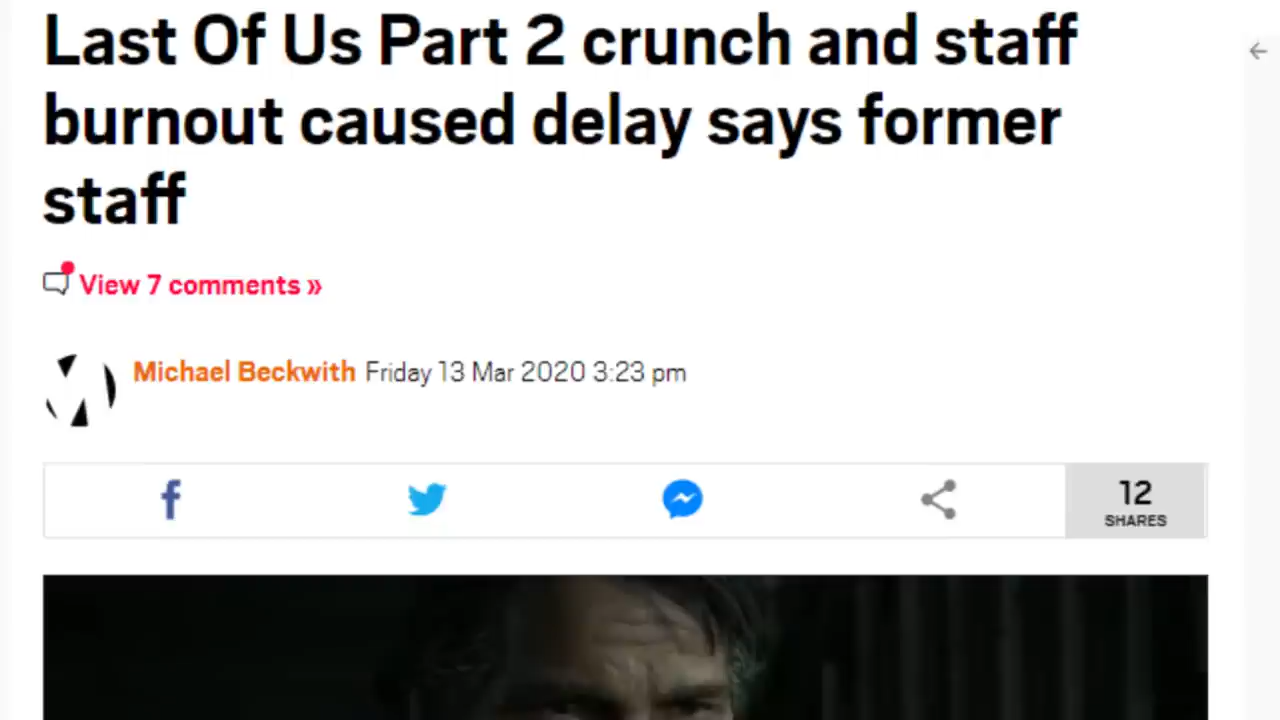 Last Of Us Part 2 crunch and staff
burnout caused delay says former
staff
View 7 comments »
Michael Beckwith Friday 13 Mar 2020 3:23 pm
12
SHARES